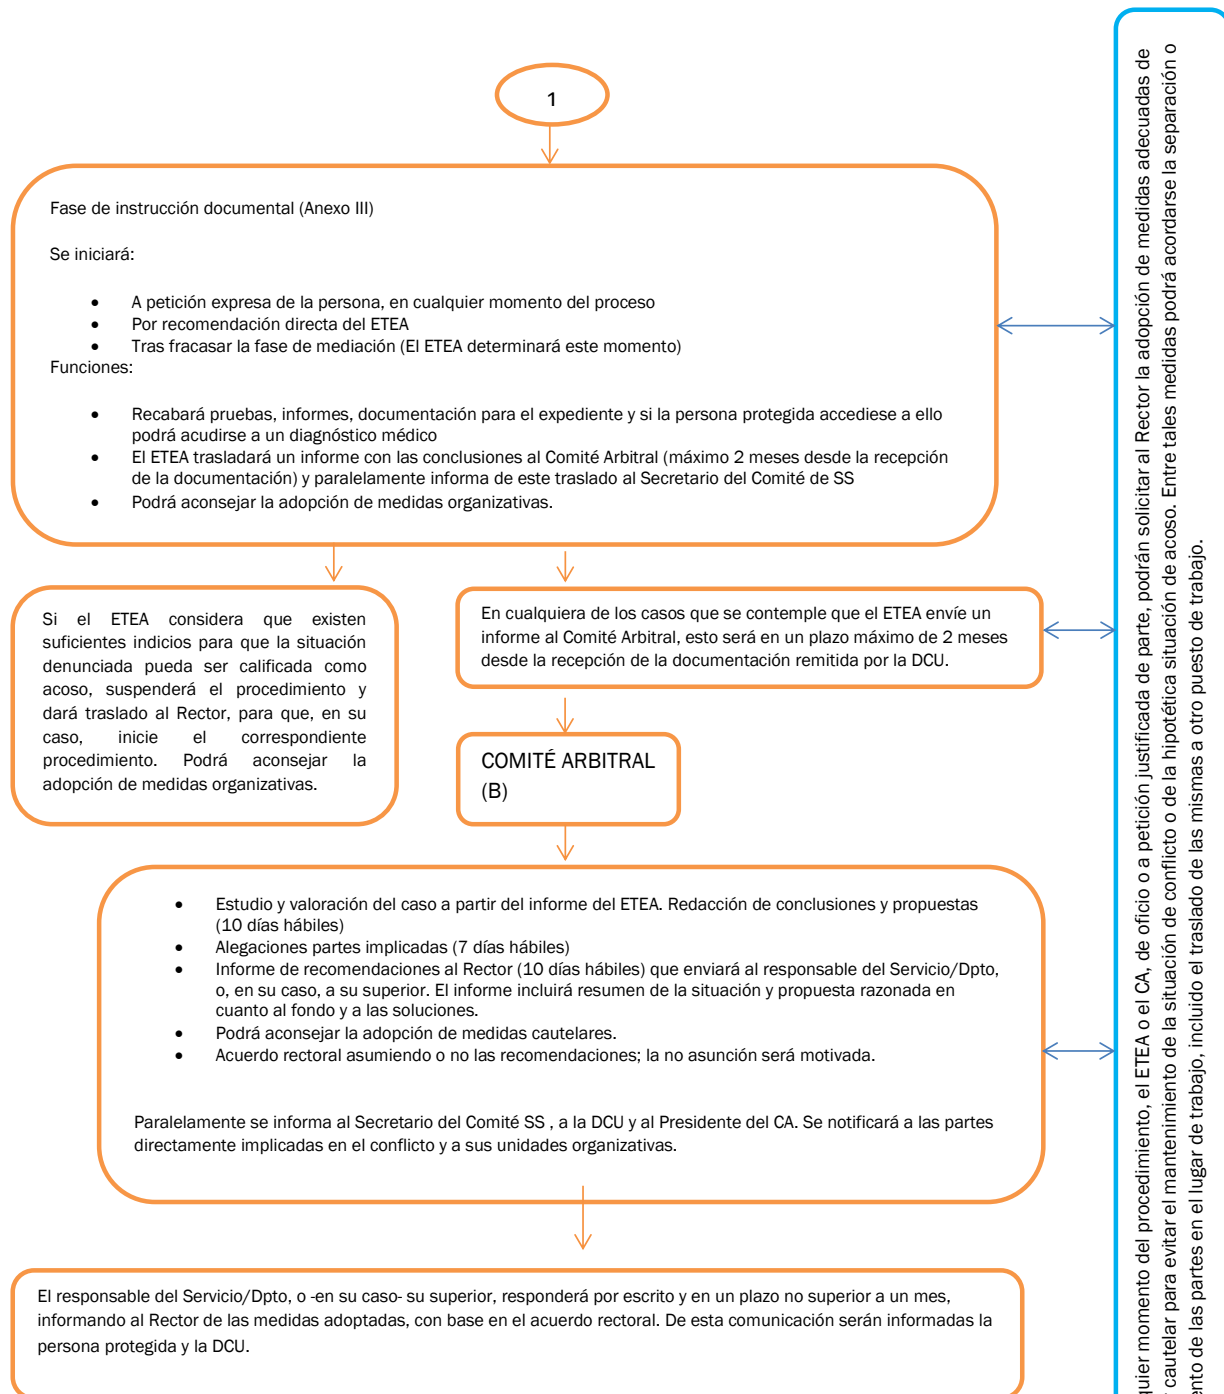 1
Fase de instrucción documental (Anexo III)
Se iniciará:
• A petición expresa de la persona, en cualquier momento del proceso
• Por recomendación directa del ETEA
• Tras fracasar la fase de mediación (El ETEA determinará este momento)
Funciones:
• Recabará pruebas, informes, documentación para el expediente y si la persona protegida accediese a ello
podrá acudirse a un diagnóstico médico
• El ETEA trasladará un informe con las conclusiones al Comité Arbitral (máximo 2 meses desde la recepción
de la documentación) y paralelamente informa de este traslado al Secretario del Comité de SS
• Podrá aconsejar la adopción de medidas organizativas.
Si el ETEA considera que existen
suficientes indicios para que la situación
denunciada pueda ser calificada como
acoso, suspenderá el procedimiento y
dará traslado al Rector, para que, en su
caso, inicie el correspondiente
procedimiento. Podrá aconsejar la
adopción de medidas organizativas.
En cualquiera de los casos que se contemple que el ETEA envíe un
informe al Comité Arbitral, esto será en un plazo máximo de 2 meses
desde la recepción de la documentación remitida por la DCU.
COMITÉ ARBITRAL
(B)
• Estudio y valoración del caso a partir del informe del ETEA. Redacción de conclusiones y propuestas
(10 días hábiles)
• Alegaciones partes implicadas (7 días hábiles)
• Informe de recomendaciones al Rector (10 días hábiles) que enviará al responsable del Servicio/Dpto,
o, en su caso, a su superior. El informe incluirá resumen de la situación y propuesta razonada en
cuanto al fondo y a las soluciones.
• Podrá aconsejar la adopción de medidas cautelares.
• Acuerdo rectoral asumiendo o no las recomendaciones; la no asunción será motivada.
Paralelamente se informa al Secretario del Comité SS , a la DCU y al Presidente del CA. Se notificará a las partes
directamente implicadas en el conflicto y a sus unidades organizativas.
El responsable del Servicio/Dpto, o -en su caso- su superior, responderá por escrito y en un plazo no superior a un mes,
informando al Rector de las medidas adoptadas, con base en el acuerdo rectoral. De esta comunicación serán informadas la
persona protegida y la DCU.
quier momento del procedimiento, el ETEA o el CA, de oficio o a petición justificada de parte, podrán solicitar al Rector la adopción de medidas adecuadas de
cautelar para evitar el mantenimiento de la situación de conflicto o de la hipotética situación de acoso. Entre tales medidas podrá acordarse la separación o
ento de las partes en el lugar de trabajo, incluido el traslado de las mismas a otro puesto de trabajo.